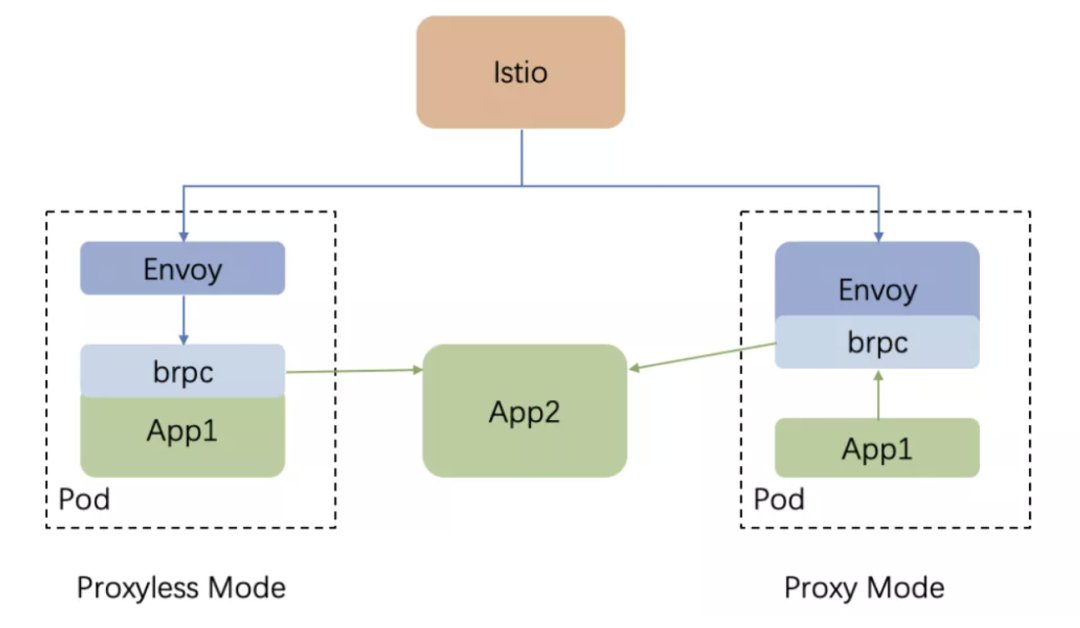 Istio
Envoy
brpc
App1
Pod
App2
Envoy
brpc
App1
Pod
Proxyless Mode
Proxy Mode